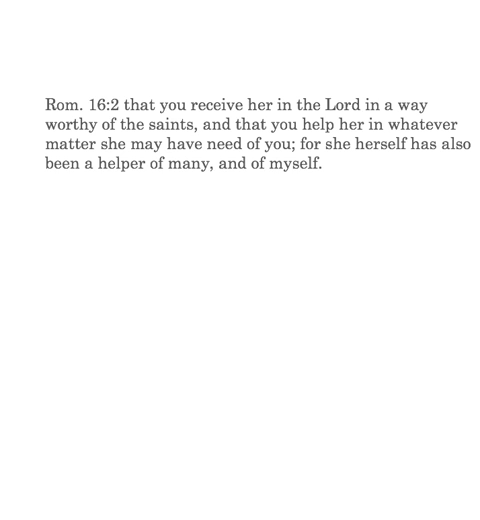 Rom. 16:2 that you receive her in the Lord in a way
worthy of the saints, and that you help her in whatever
matter she may have need of you; for she herself has also
been a helper of many, and of myself.